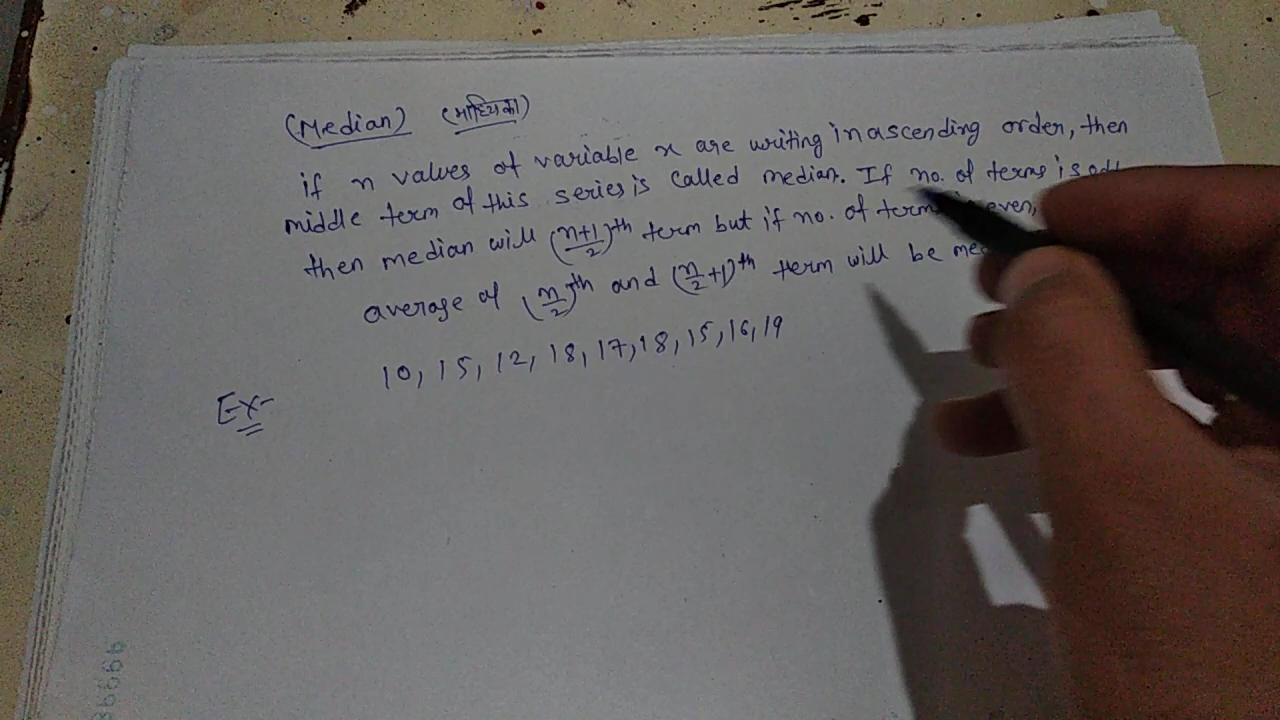 (Median) (माध्यिका)
if n values of variable x are writing in ascending order, then
middle term of this series is called median. If no. of terms is
then median will (n+1/2)th term but if no. of term even,
average of (n/2)th and (n/2+1)th term will be
Ex- 10, 15, 12, 18, 17, 18, 15, 16, 19